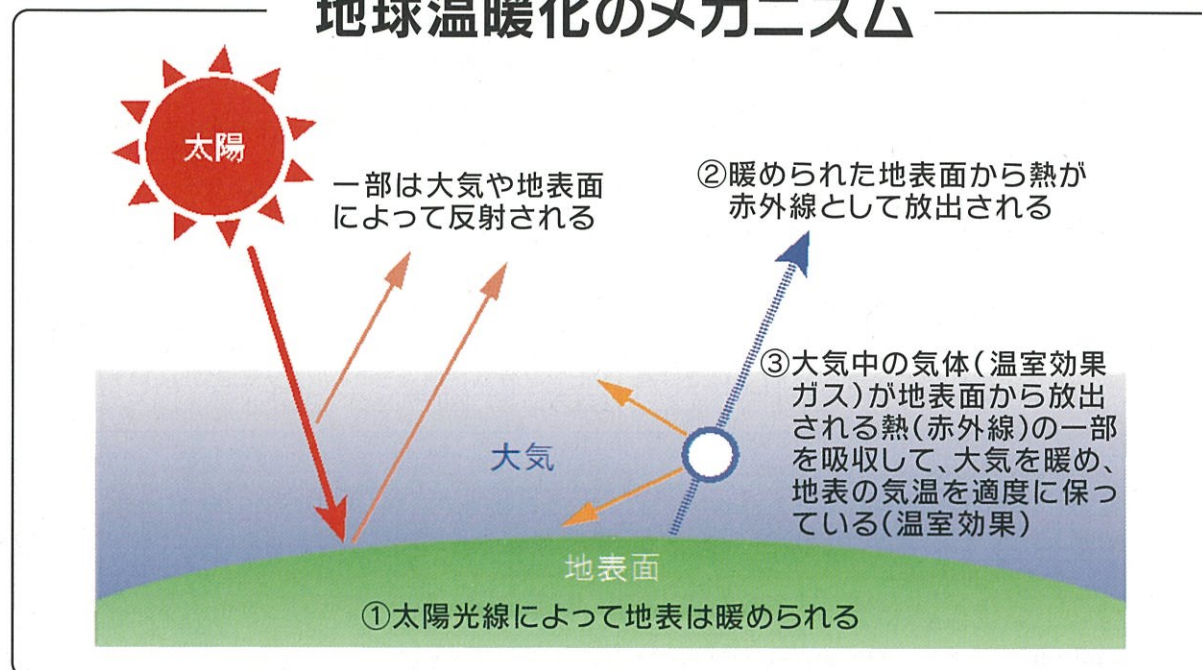 地球温暖化のメカニズム
太陽
一部は大気や地表面
によって反射される
②暖められた地表面から熱が
赤外線として放出される
③大気中の気体(温室効果
ガス)が地表面から放出
される熱(赤外線)の一部
を吸収して、大気を暖め、
地表の気温を適度に保っ
ている(温室効果)
大気
地表面
①太陽光線によって地表は暖められる